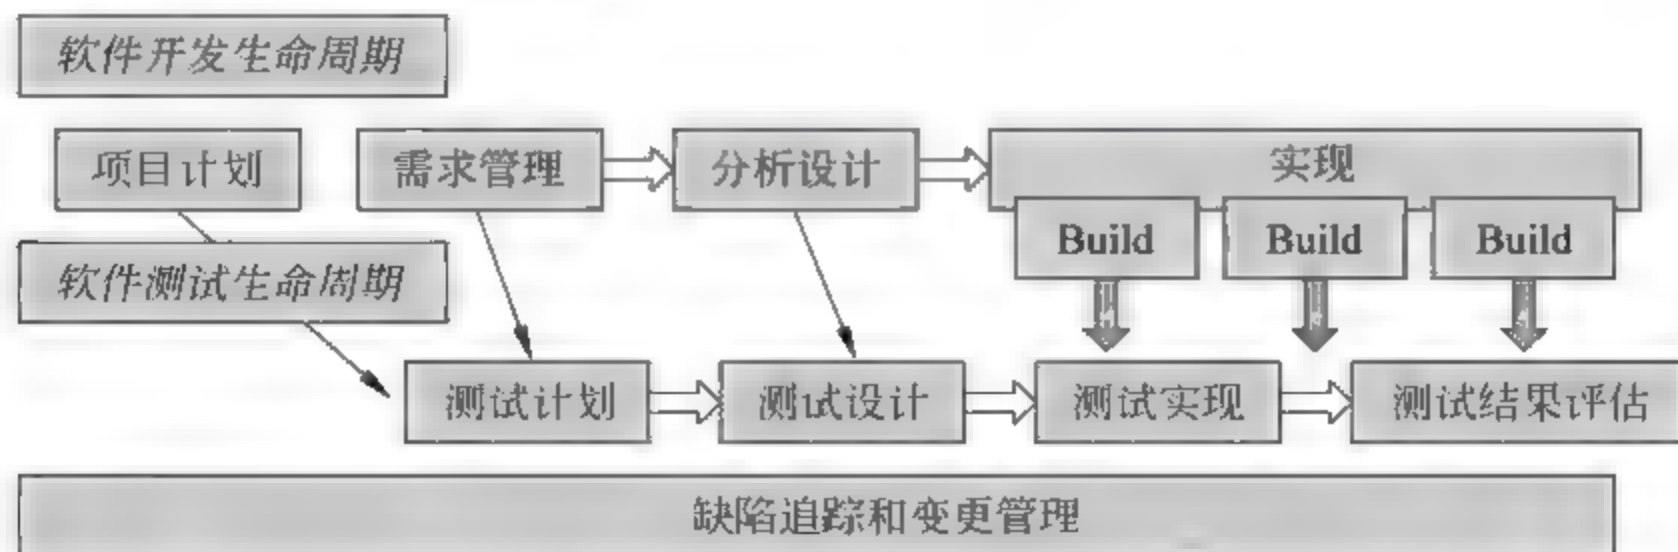 软件开发生命周期
项目计划
需求管理
分析设计
实现
Build
Build
Build
软件测试生命周期
测试计划
测试设计
测试实现
测试结果评估
缺陷追踪和变更管理